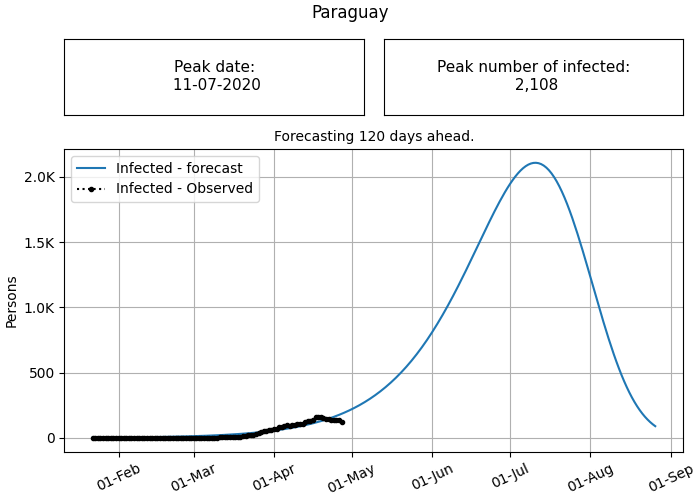 Paraguay
Peak date:
11-07-2020
Peak number of infected:
2,108
Forecasting 120 days ahead.
Infected - forecast
Infected - Observed
2.0K
1.5K
1.0K
500
0
Persons
01-Feb
01-Mar
01-Apr
01-May
01-Jun
01-Jul
01-Aug
01-Sep